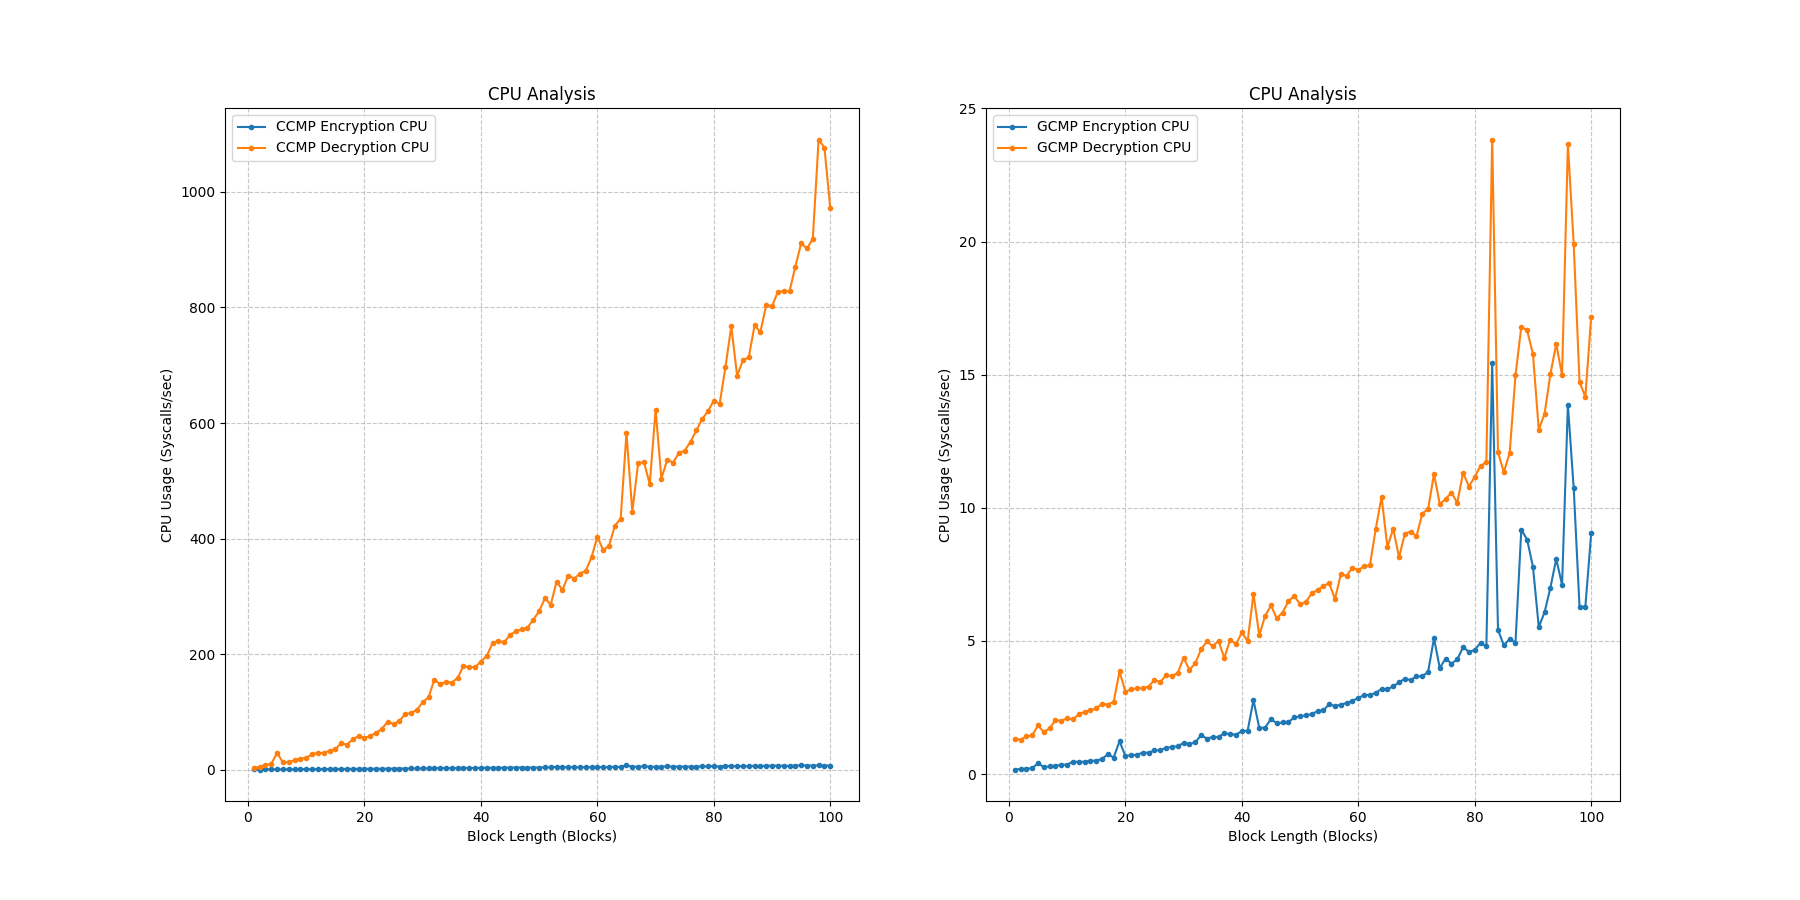 CPU Analysis
CCMP Encryption CPU
CCMP Decryption CPU
CPU Usage (Syscalls/sec)
1000
800
600
400
200
0
0 20 40 60 80 100
Block Length (Blocks)
CPU Analysis
GCMP Encryption CPU
GCMP Decryption CPU
CPU Usage (Syscalls/sec)
25
20
15
10
5
0
0 20 40 60 80 100
Block Length (Blocks)